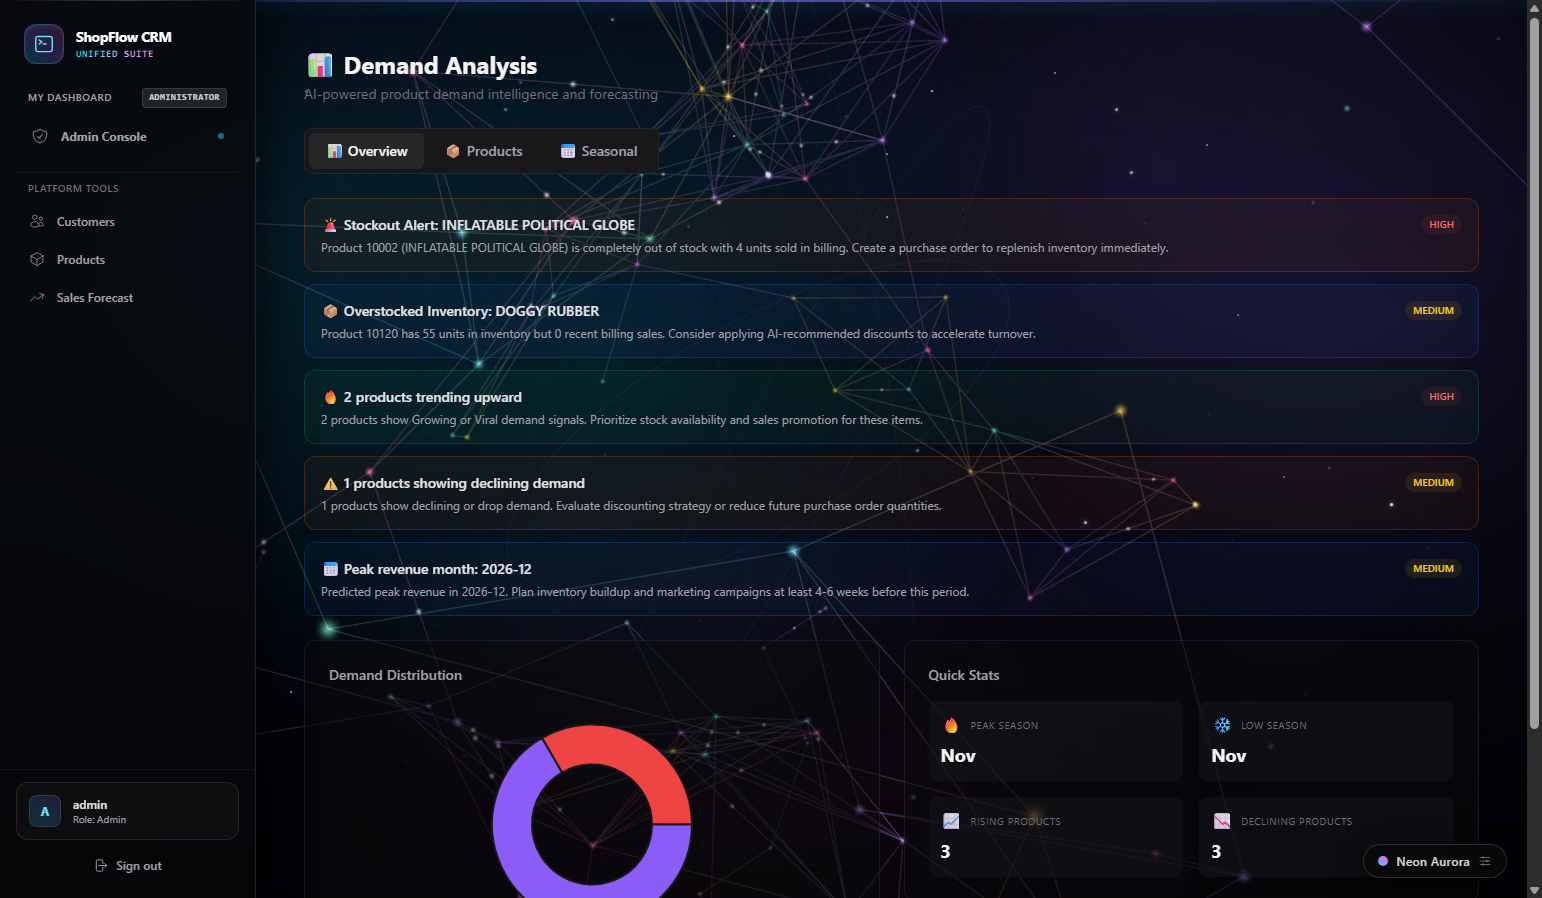 ShopFlow CRM
UNIFIED SUITE
MY DASHBOARD
ADMINISTRATOR
Admin Console
PLATFORM TOOLS
Customers
Products
Sales Forecast
A
admin
Role: Admin
Sign out
Demand Analysis
AI-powered product demand intelligence and forecasting
Overview
Products
Seasonal
Stockout Alert: INFLATABLE POLITICAL GLOBE
HIGH
Product 10002 (INFLATABLE POLITICAL GLOBE) is completely out of stock with 4 units sold in billing. Create a purchase order to replenish inventory immediately.
Overstocked Inventory: DOGGY RUBBER
MEDIUM
Product 10120 has 55 units in inventory but 0 recent billing sales. Consider applying AI-recommended discounts to accelerate turnover.
2 products trending upward
HIGH
2 products show Growing or Viral demand signals. Prioritize stock availability and sales promotion for these items.
1 products showing declining demand
MEDIUM
1 products show declining or drop demand. Evaluate discounting strategy or reduce future purchase order quantities.
Peak revenue month: 2026-12
MEDIUM
Predicted peak revenue in 2026-12. Plan inventory buildup and marketing campaigns at least 4-6 weeks before this period.
Demand Distribution
Quick Stats
PEAK SEASON
Nov
LOW SEASON
Nov
RISING PRODUCTS
3
DECLINING PRODUCTS
3
Neon Aurora